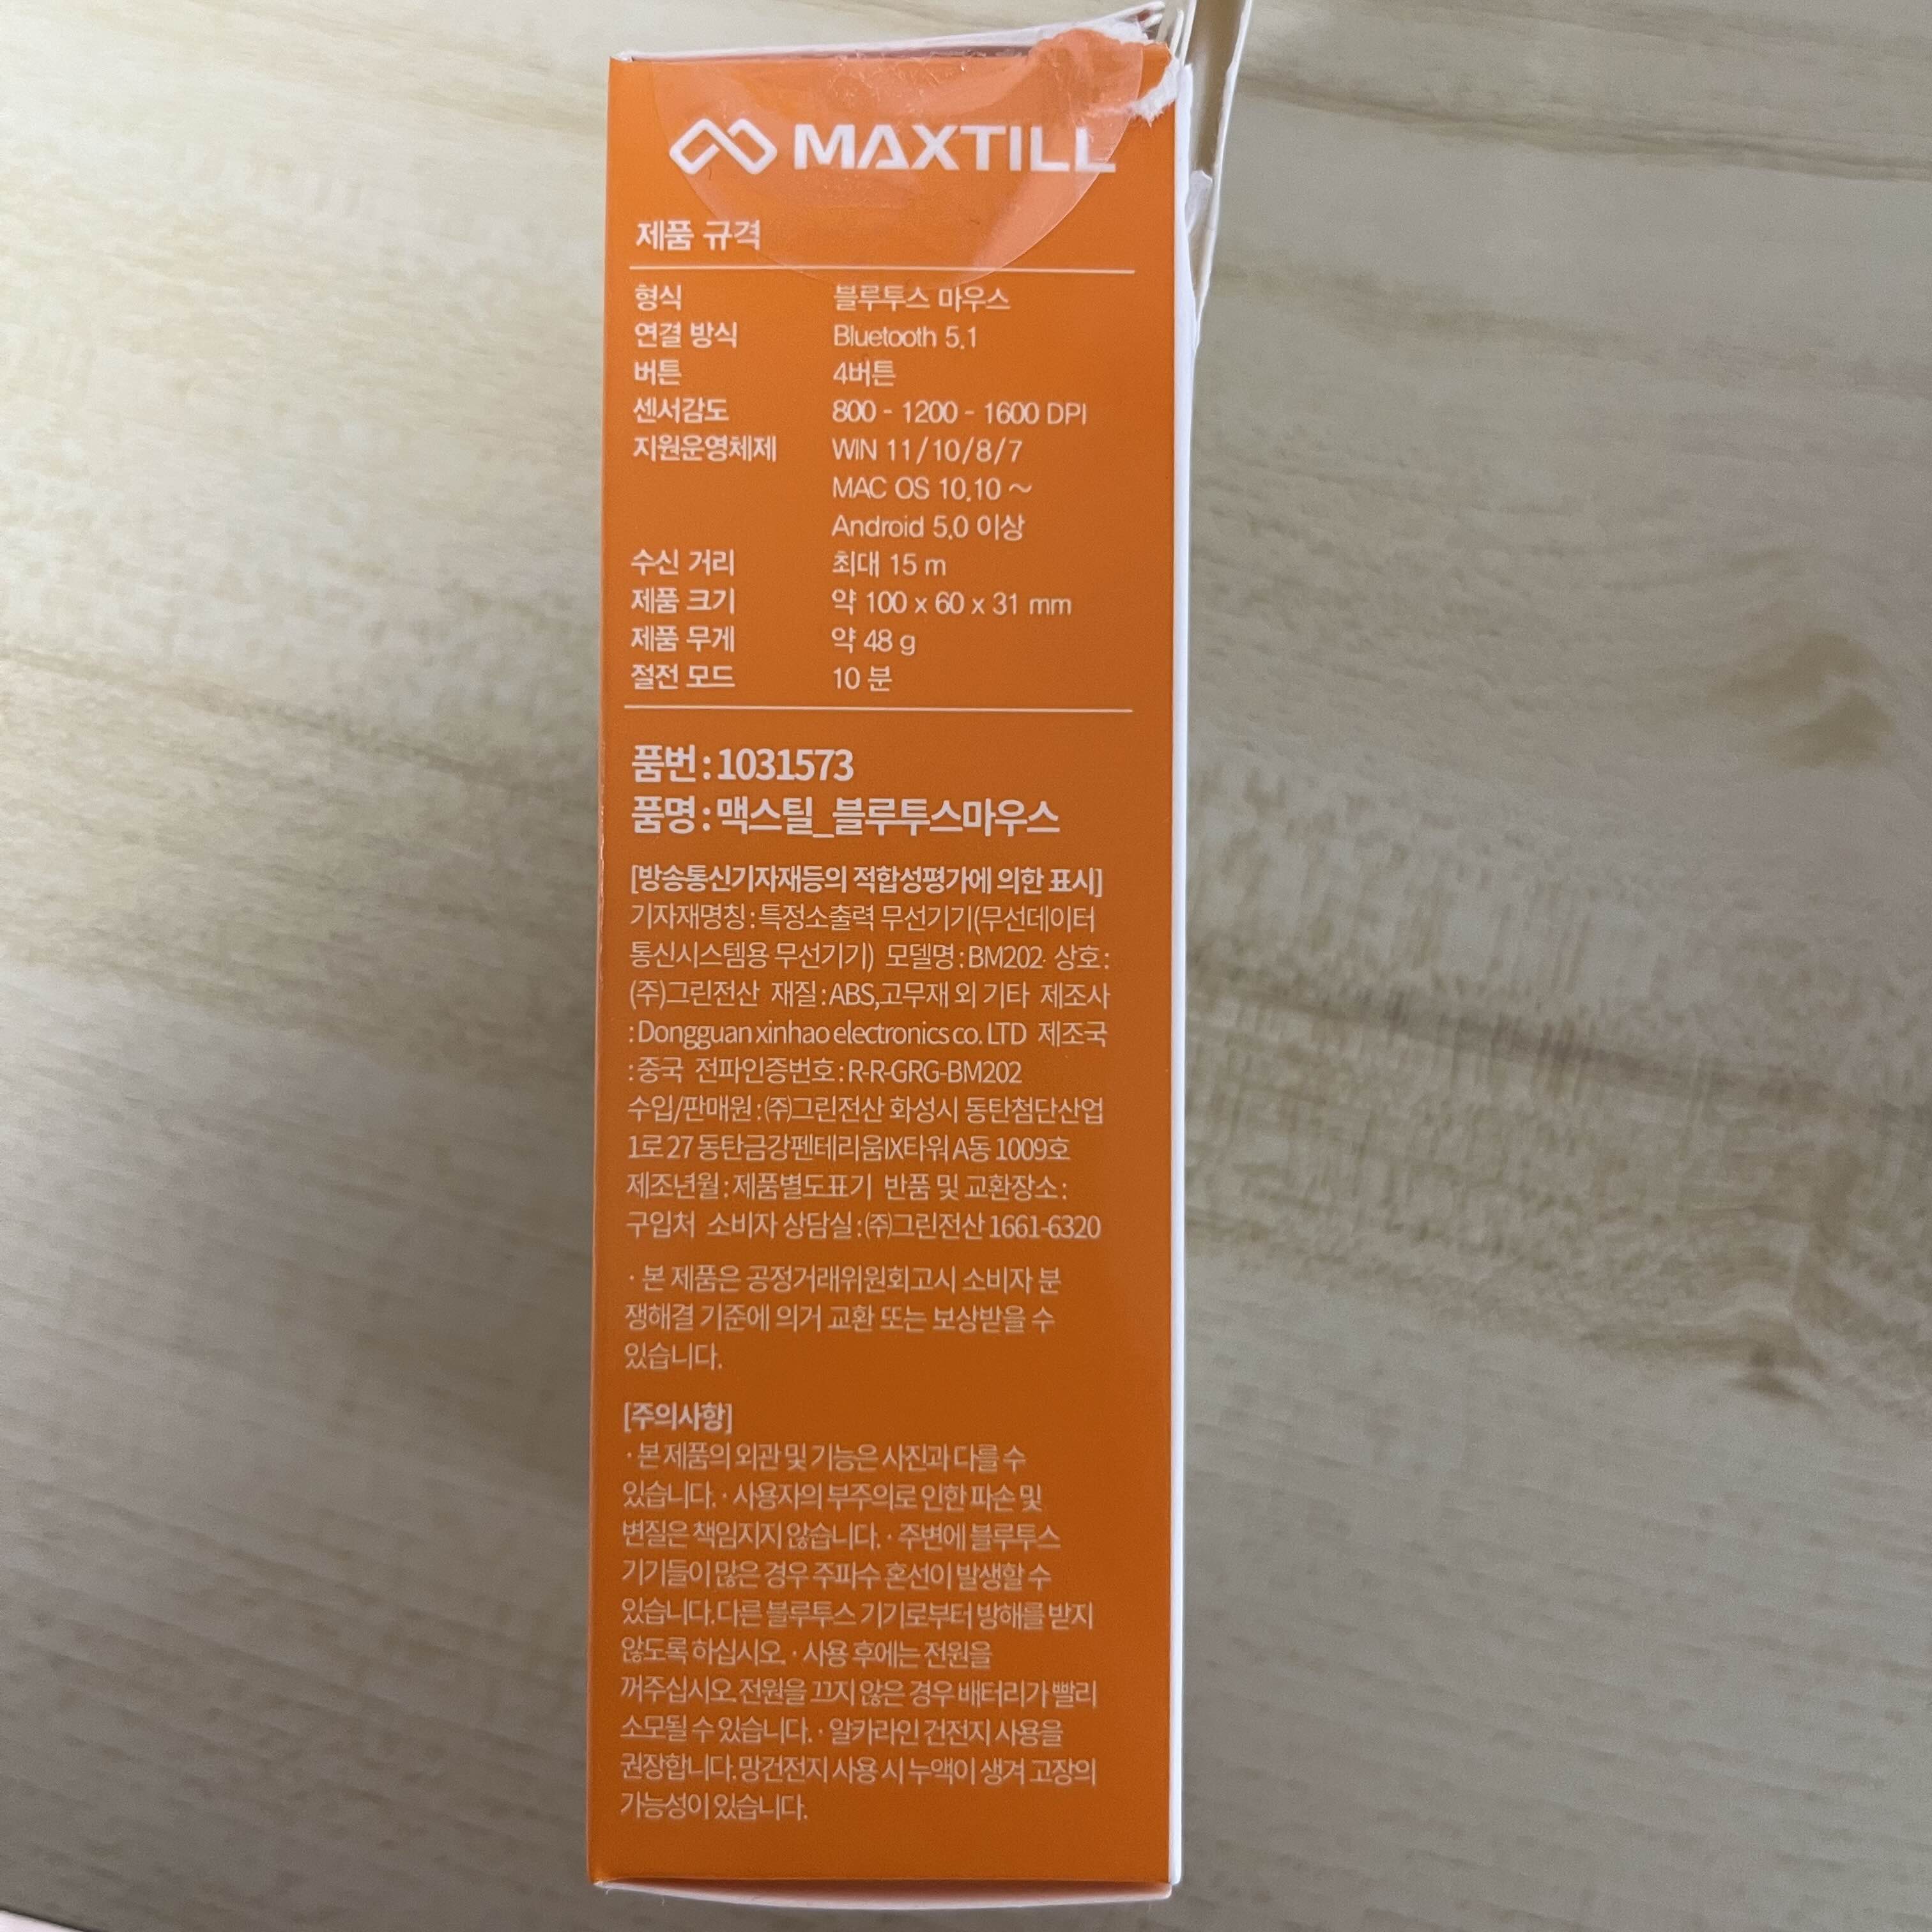 MAXTILL
제품 규격
형식 블루투스 마우스
연결 방식 Bluetooth 5.1
버튼 4버튼
센서감도 800 - 1200 - 1600 DPI
지원운영체제 WIN 11/10/8/7
MAC OS 10.10 ~
Android 5.0 이상
수신 거리 최대 15 m
제품 크기 약 100 x 60 x 31 mm
제품 무게 약 48 g
절전 모드 10 분
품번 : 1031573
품명 : 맥스틸_블루투스마우스
[방송통신기자재등의 적합성평가에 의한 표시]
기자재명칭 : 특정소출력 무선기기(무선데이터
통신시스템용 무선기기) 모델명 : BM202 상호 :
(주)그린전산 재질 : ABS,고무재 외 기타 제조사
: Dongguan xinhao electronics co. LTD 제조국
: 중국 전파인증번호 : R-R-GRG-BM202
수입/판매원 : ㈜그린전산 화성시 동탄첨단산업
1로 27 동탄금강펜테리움IX타워 A동 1009호
제조년월 : 제품별도표기 반품 및 교환장소 :
구입처 소비자 상담실 : ㈜그린전산 1661-6320
· 본 제품은 공정거래위원회고시 소비자 분
쟁해결 기준에 의거 교환 또는 보상받을 수
있습니다.
[주의사항]
· 본 제품의 외관 및 기능은 사진과 다를 수
있습니다. · 사용자의 부주의로 인한 파손 및
변질은 책임지지 않습니다. · 주변에 블루투스
기기들이 많은 경우 주파수 혼선이 발생할 수
있습니다.다른 블루투스 기기로부터 방해를 받지
않도록 하십시오. · 사용 후에는 전원을
꺼주십시오.전원을 끄지 않은 경우 배터리가 빨리
소모될 수 있습니다. · 알카라인 건전지 사용을
권장합니다.망건전지 사용 시 누액이 생겨 고장의
가능성이 있습니다.